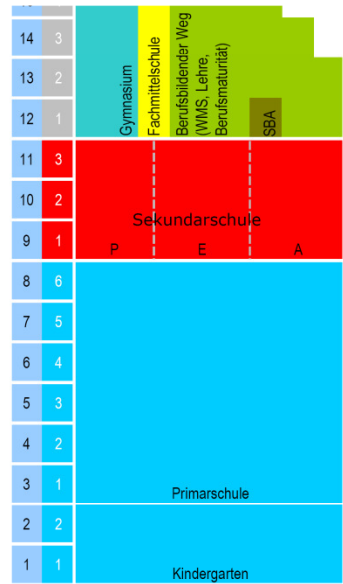 14 3
13 2
12 1
Gymnasium
Fachmittelschule
Berufsbildender Weg
(WMS, Lehre,
Berufsmaturität)
SBA
11 3
10 2
9 1
Sekundarschule
P E A
8 6
7 5
6 4
5 3
4 2
3 1
Primarschule
2 2
1 1
Kindergarten